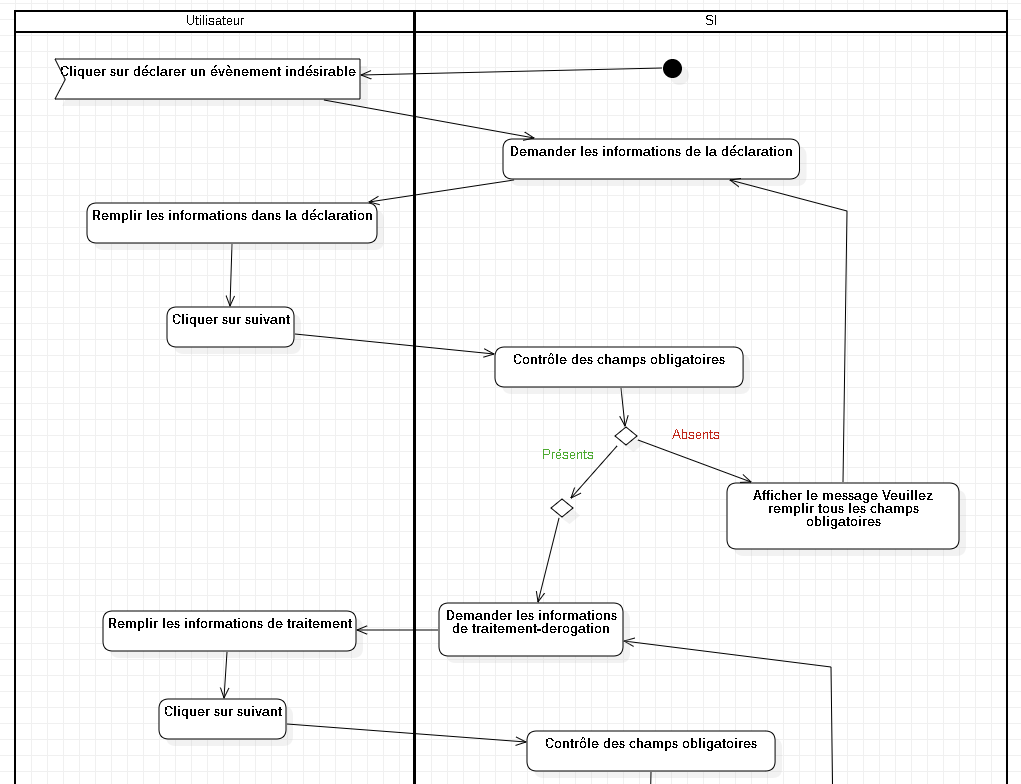 Utilisateur
SI
Cliquer sur déclarer un évènement indésirable
Demander les informations de la déclaration
Remplir les informations dans la déclaration
Cliquer sur suivant
Contrôle des champs obligatoires
Absents
Présents
Afficher le message Veuillez
remplir tous les champs
obligatoires
Demander les informations
de traitement-derogation
Remplir les informations de traitement
Cliquer sur suivant
Contrôle des champs obligatoires